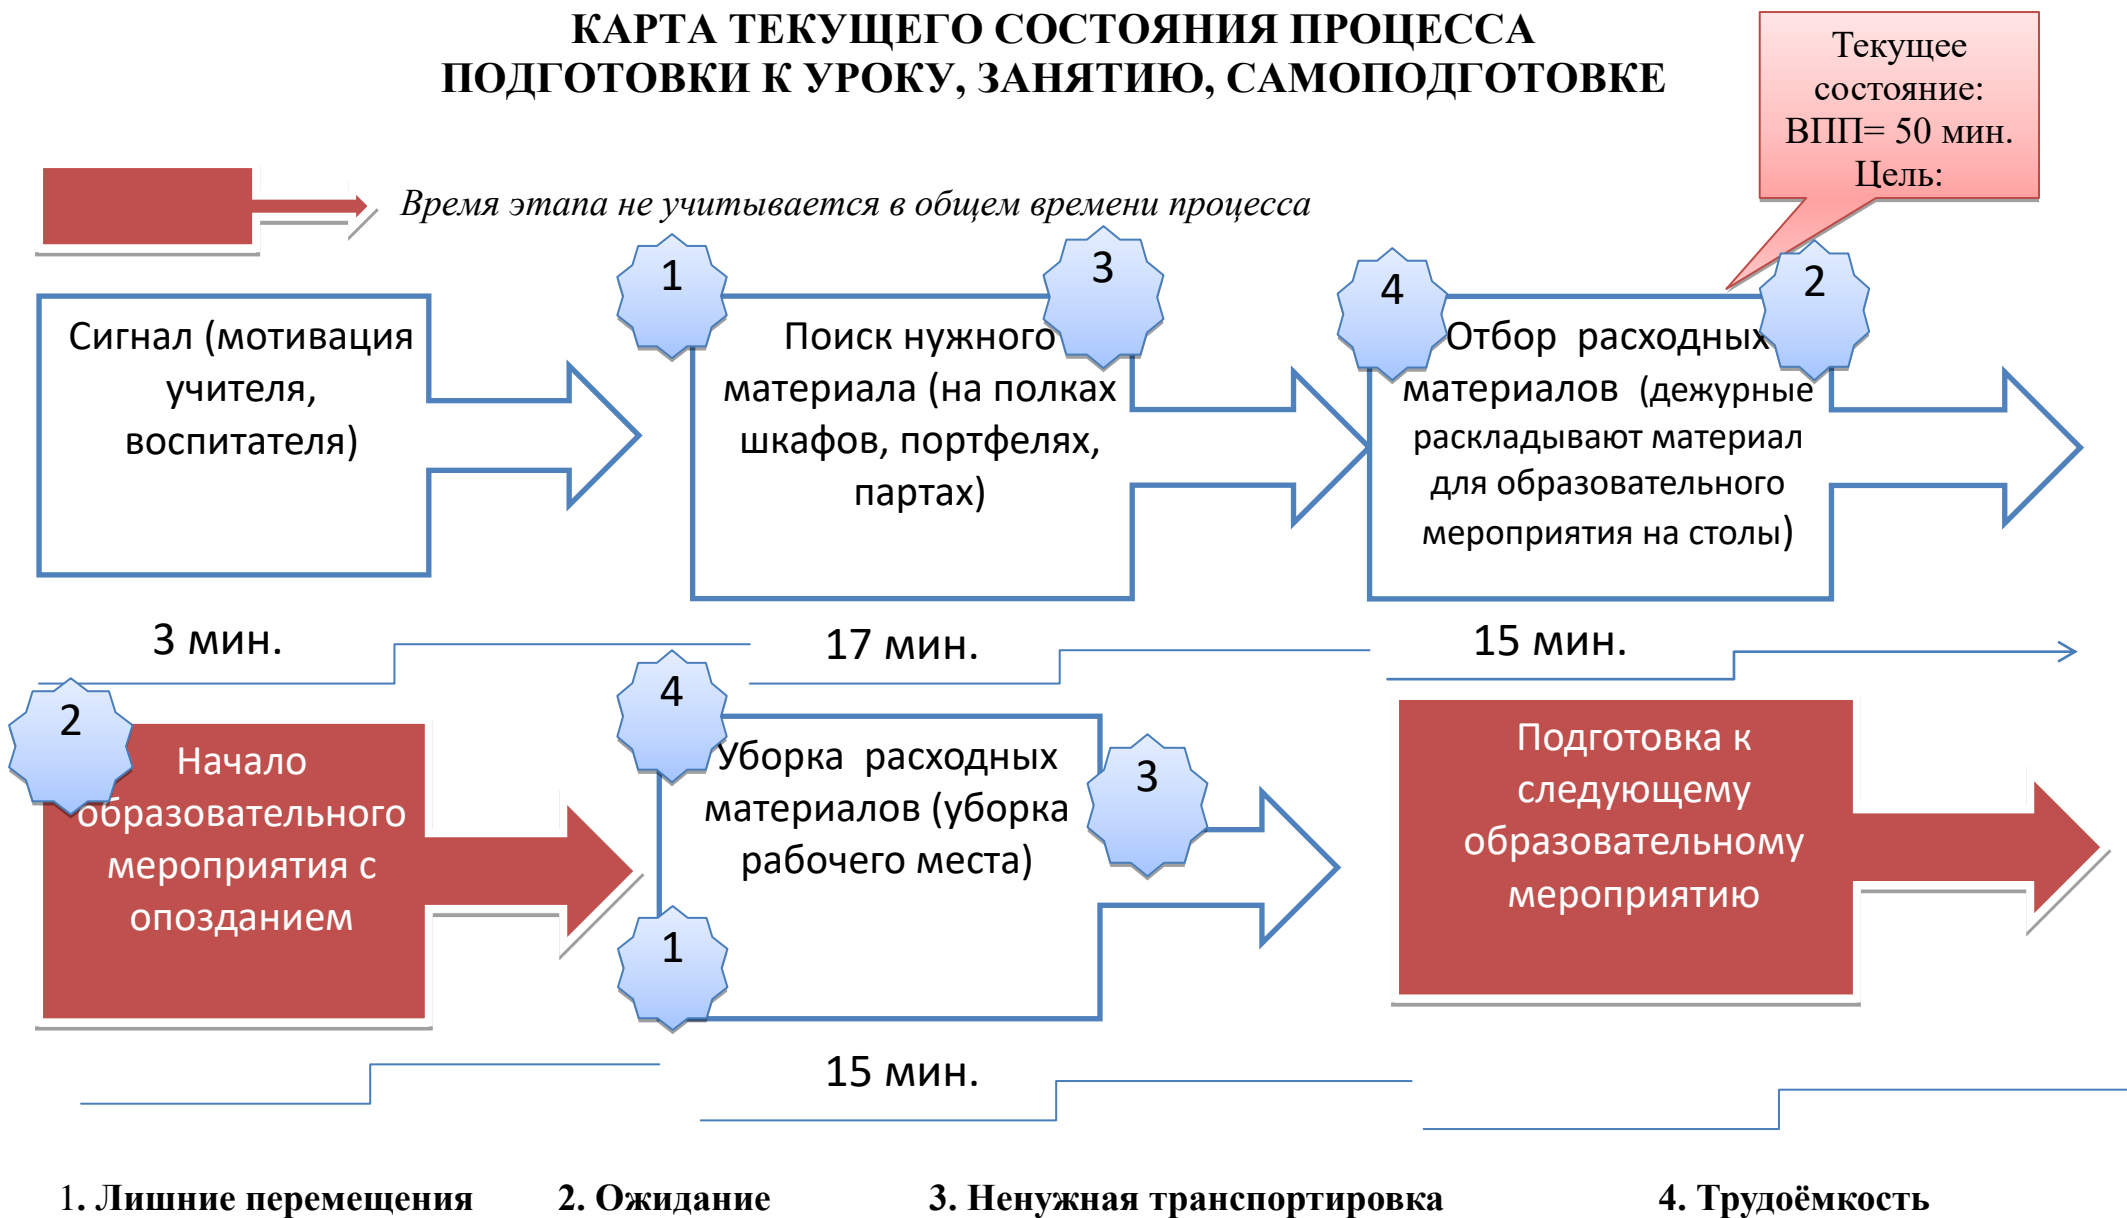 КАРТА ТЕКУЩЕГО СОСТОЯНИЯ ПРОЦЕССА
ПОДГОТОВКИ К УРОКУ, ЗАНЯТИЮ, САМОПОДГОТОВКЕ
Текущее
состояние:
ВПП= 50 мин.
Цель:
Время этапа не учитывается в общем времени процесса
Сигнал (мотивация
учителя,
воспитателя)
1
3
Поиск нужного
материала (на полках
шкафов, портфелях,
партах)
4
2
Отбор расходных
материалов (дежурные
раскладывают материал
для образовательного
мероприятия на столы)
3 мин.
17 мин.
15 мин.
2
Начало
образовательного
мероприятия с
опозданием
4
Уборка расходных
материалов (уборка
рабочего места)
3
1
Подготовка к
следующему
образовательному
мероприятию
15 мин.
1. Лишние перемещения 2. Ожидание 3. Ненужная транспортировка 4. Трудоёмкость